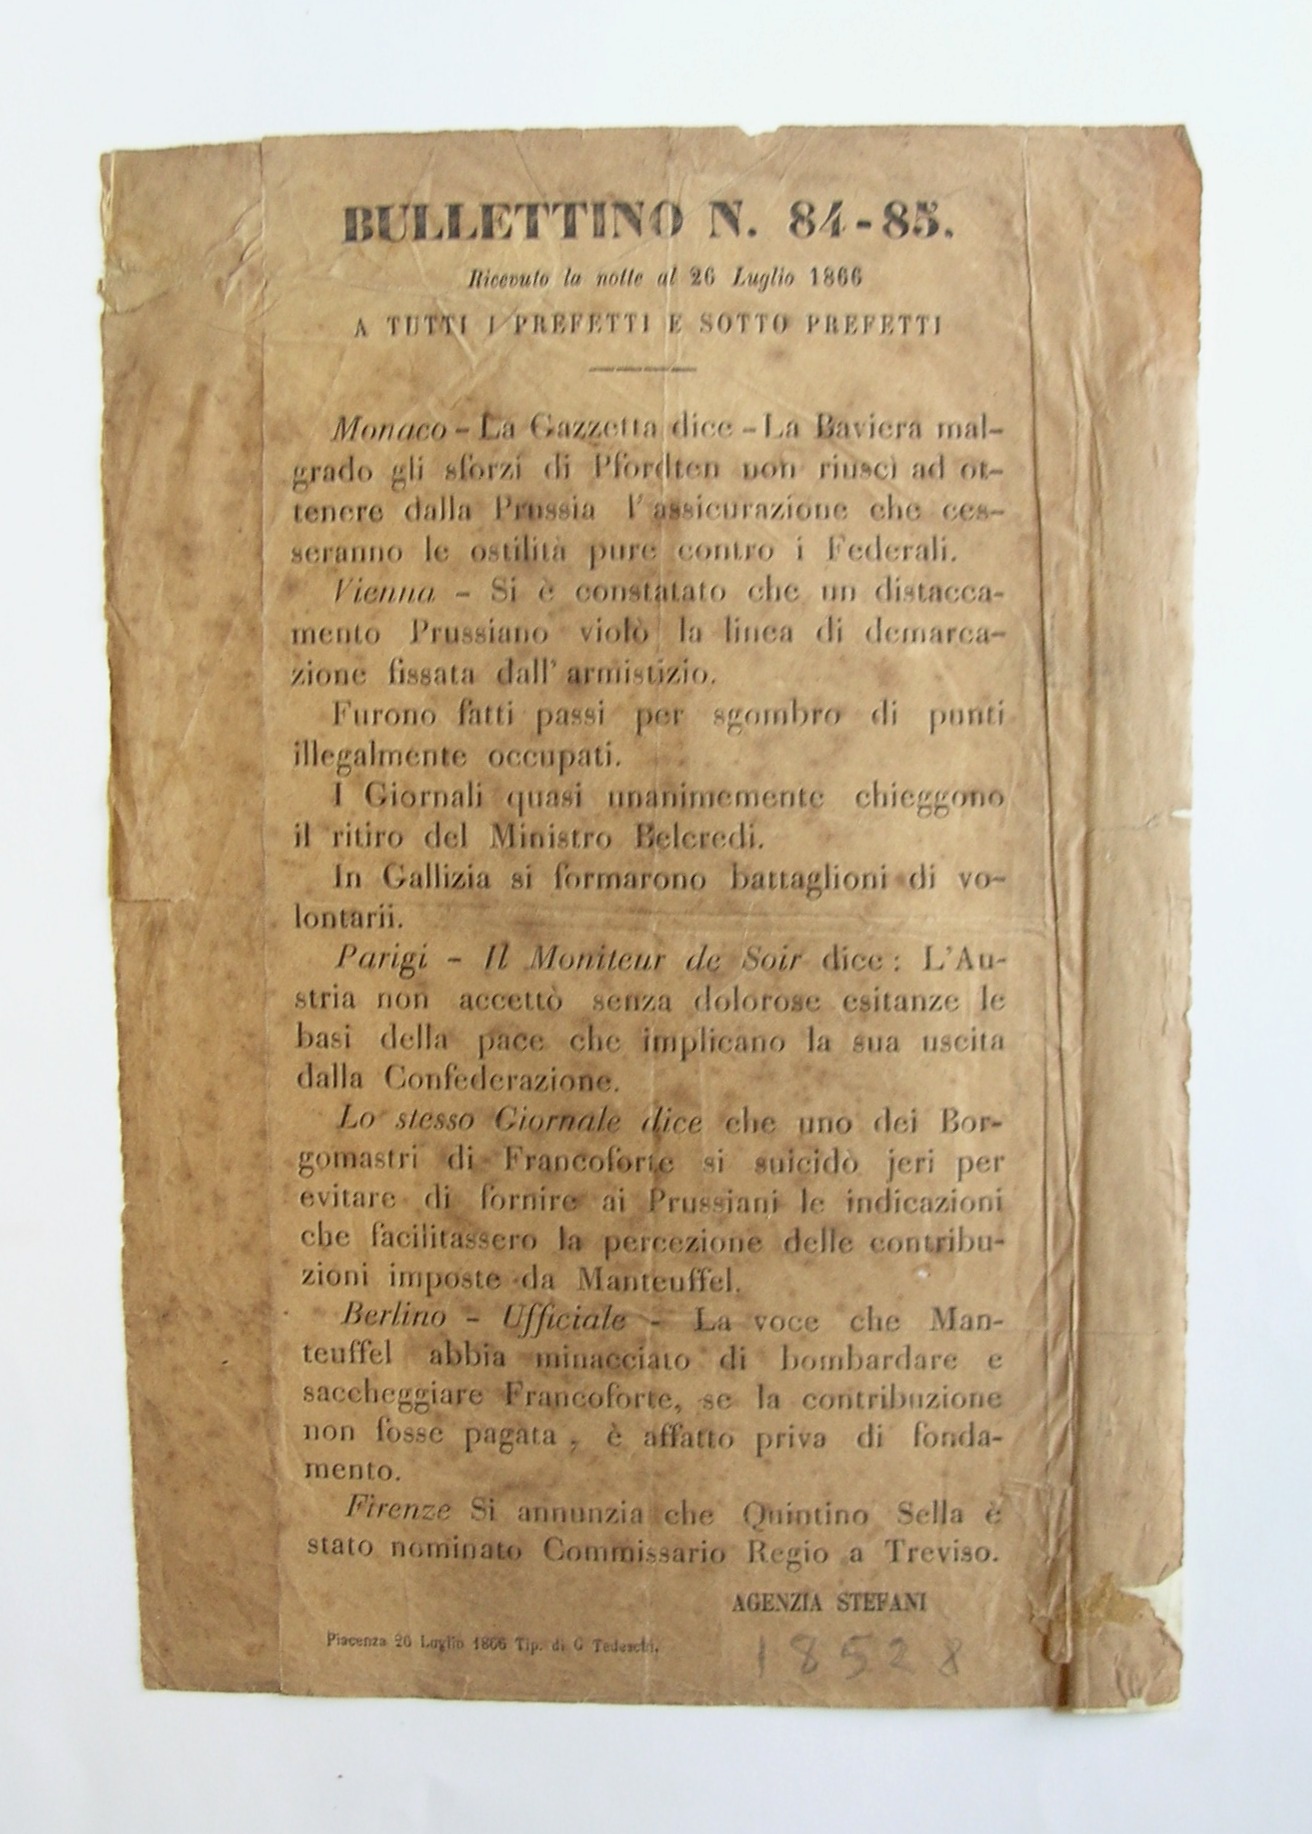 BULLETTINO N. 84-85.
Ricevuto la notte al 26 Luglio 1866
A TUTTI I PREFETTI E SOTTO PREFETTI
Monaco - La Gazzetta dice - La Baviera mal-
grado gli sforzi di Pfordten non riuscì ad ot-
tenere dalla Prussia l'assicurazione che ces-
seranno le ostilità pure contro i Federali.
Vienna - Si è constatato che un distacca-
mento Prussiano violò la linea di demarca-
zione fissata dall'armistizio.
Furono fatti passi per sgombro di punti
illegalmente occupati.
I Giornali quasi unanimemente chieggono
il ritiro del Ministro Belcredi.
In Gallizia si formarono battaglioni di vo-
lontarii.
Parigi - Il Moniteur de Soir dice: L'Au-
stria non accettò senza dolorose esitanze le
basi della pace che implicano la sua uscita
dalla Confederazione.
Lo stesso Giornale dice che uno dei Bor-
gomastri di Francoforte si suicidò jeri per
evitare di fornire ai Prussiani le indicazioni
che facilitassero la percezione delle contribu-
zioni imposte da Manteuffel.
Berlino - Ufficiale - La voce che Man-
teuffel abbia minacciato di bombardare e
saccheggiare Francoforte, se la contribuzione
non fosse pagata, è affatto priva di fonda-
mento.
Firenze Si annunzia che Quintino Sella è
stato nominato Commissario Regio a Treviso.
AGENZIA STEFANI
Piacenza 26 Luglio 1866 Tip. di G Tedeschi.
18528